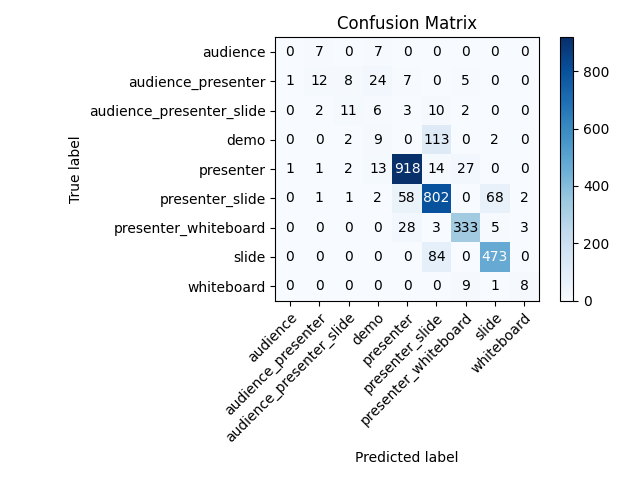 Confusion Matrix
True label
audience 0 7 0 7 0 0 0 0 0
audience_presenter 1 12 8 24 7 0 5 0 0
audience_presenter_slide 0 2 11 6 3 10 2 0 0
demo 0 0 2 9 0 113 0 2 0
presenter 1 1 2 13 918 14 27 0 0
presenter_slide 0 1 1 2 58 802 0 68 2
presenter_whiteboard 0 0 0 0 28 3 333 5 3
slide 0 0 0 0 0 84 0 473 0
whiteboard 0 0 0 0 0 0 9 1 8
audience
audience_presenter
audience_presenter_slide
demo
presenter
presenter_slide
presenter_whiteboard
slide
whiteboard
Predicted label
800
600
400
200
0